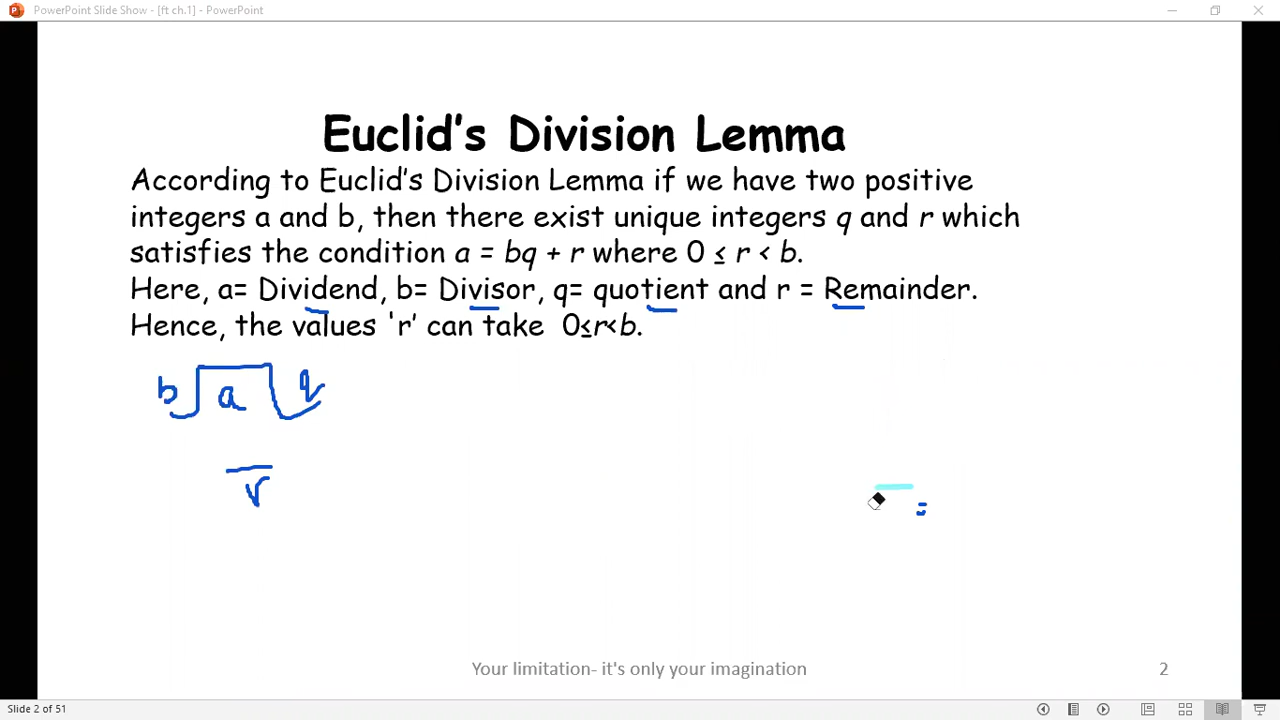 PowerPoint Slide Show - [ft ch.1] - PowerPoint
Euclid's Division Lemma
According to Euclid's Division Lemma if we have two positive
integers a and b, then there exist unique integers q and r which
satisfies the condition a = bq + r where 0 ≤ r < b.
Here, a= Dividend, b= Divisor, q= quotient and r = Remainder.
Hence, the values 'r' can take 0≤r<b.
b a q
r
=
Your limitation- it's only your imagination
2
Slide 2 of 51